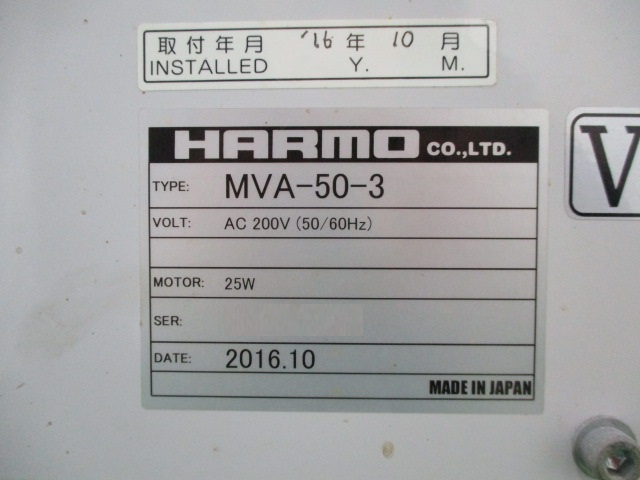 取付年月 '16 年 10 月
INSTALLED Y. M.
HARMO CO.,LTD.
TYPE: MVA-50-3
VOLT: AC 200V (50/60Hz)
MOTOR: 25W
SER:
DATE: 2016.10
MADE IN JAPAN
V